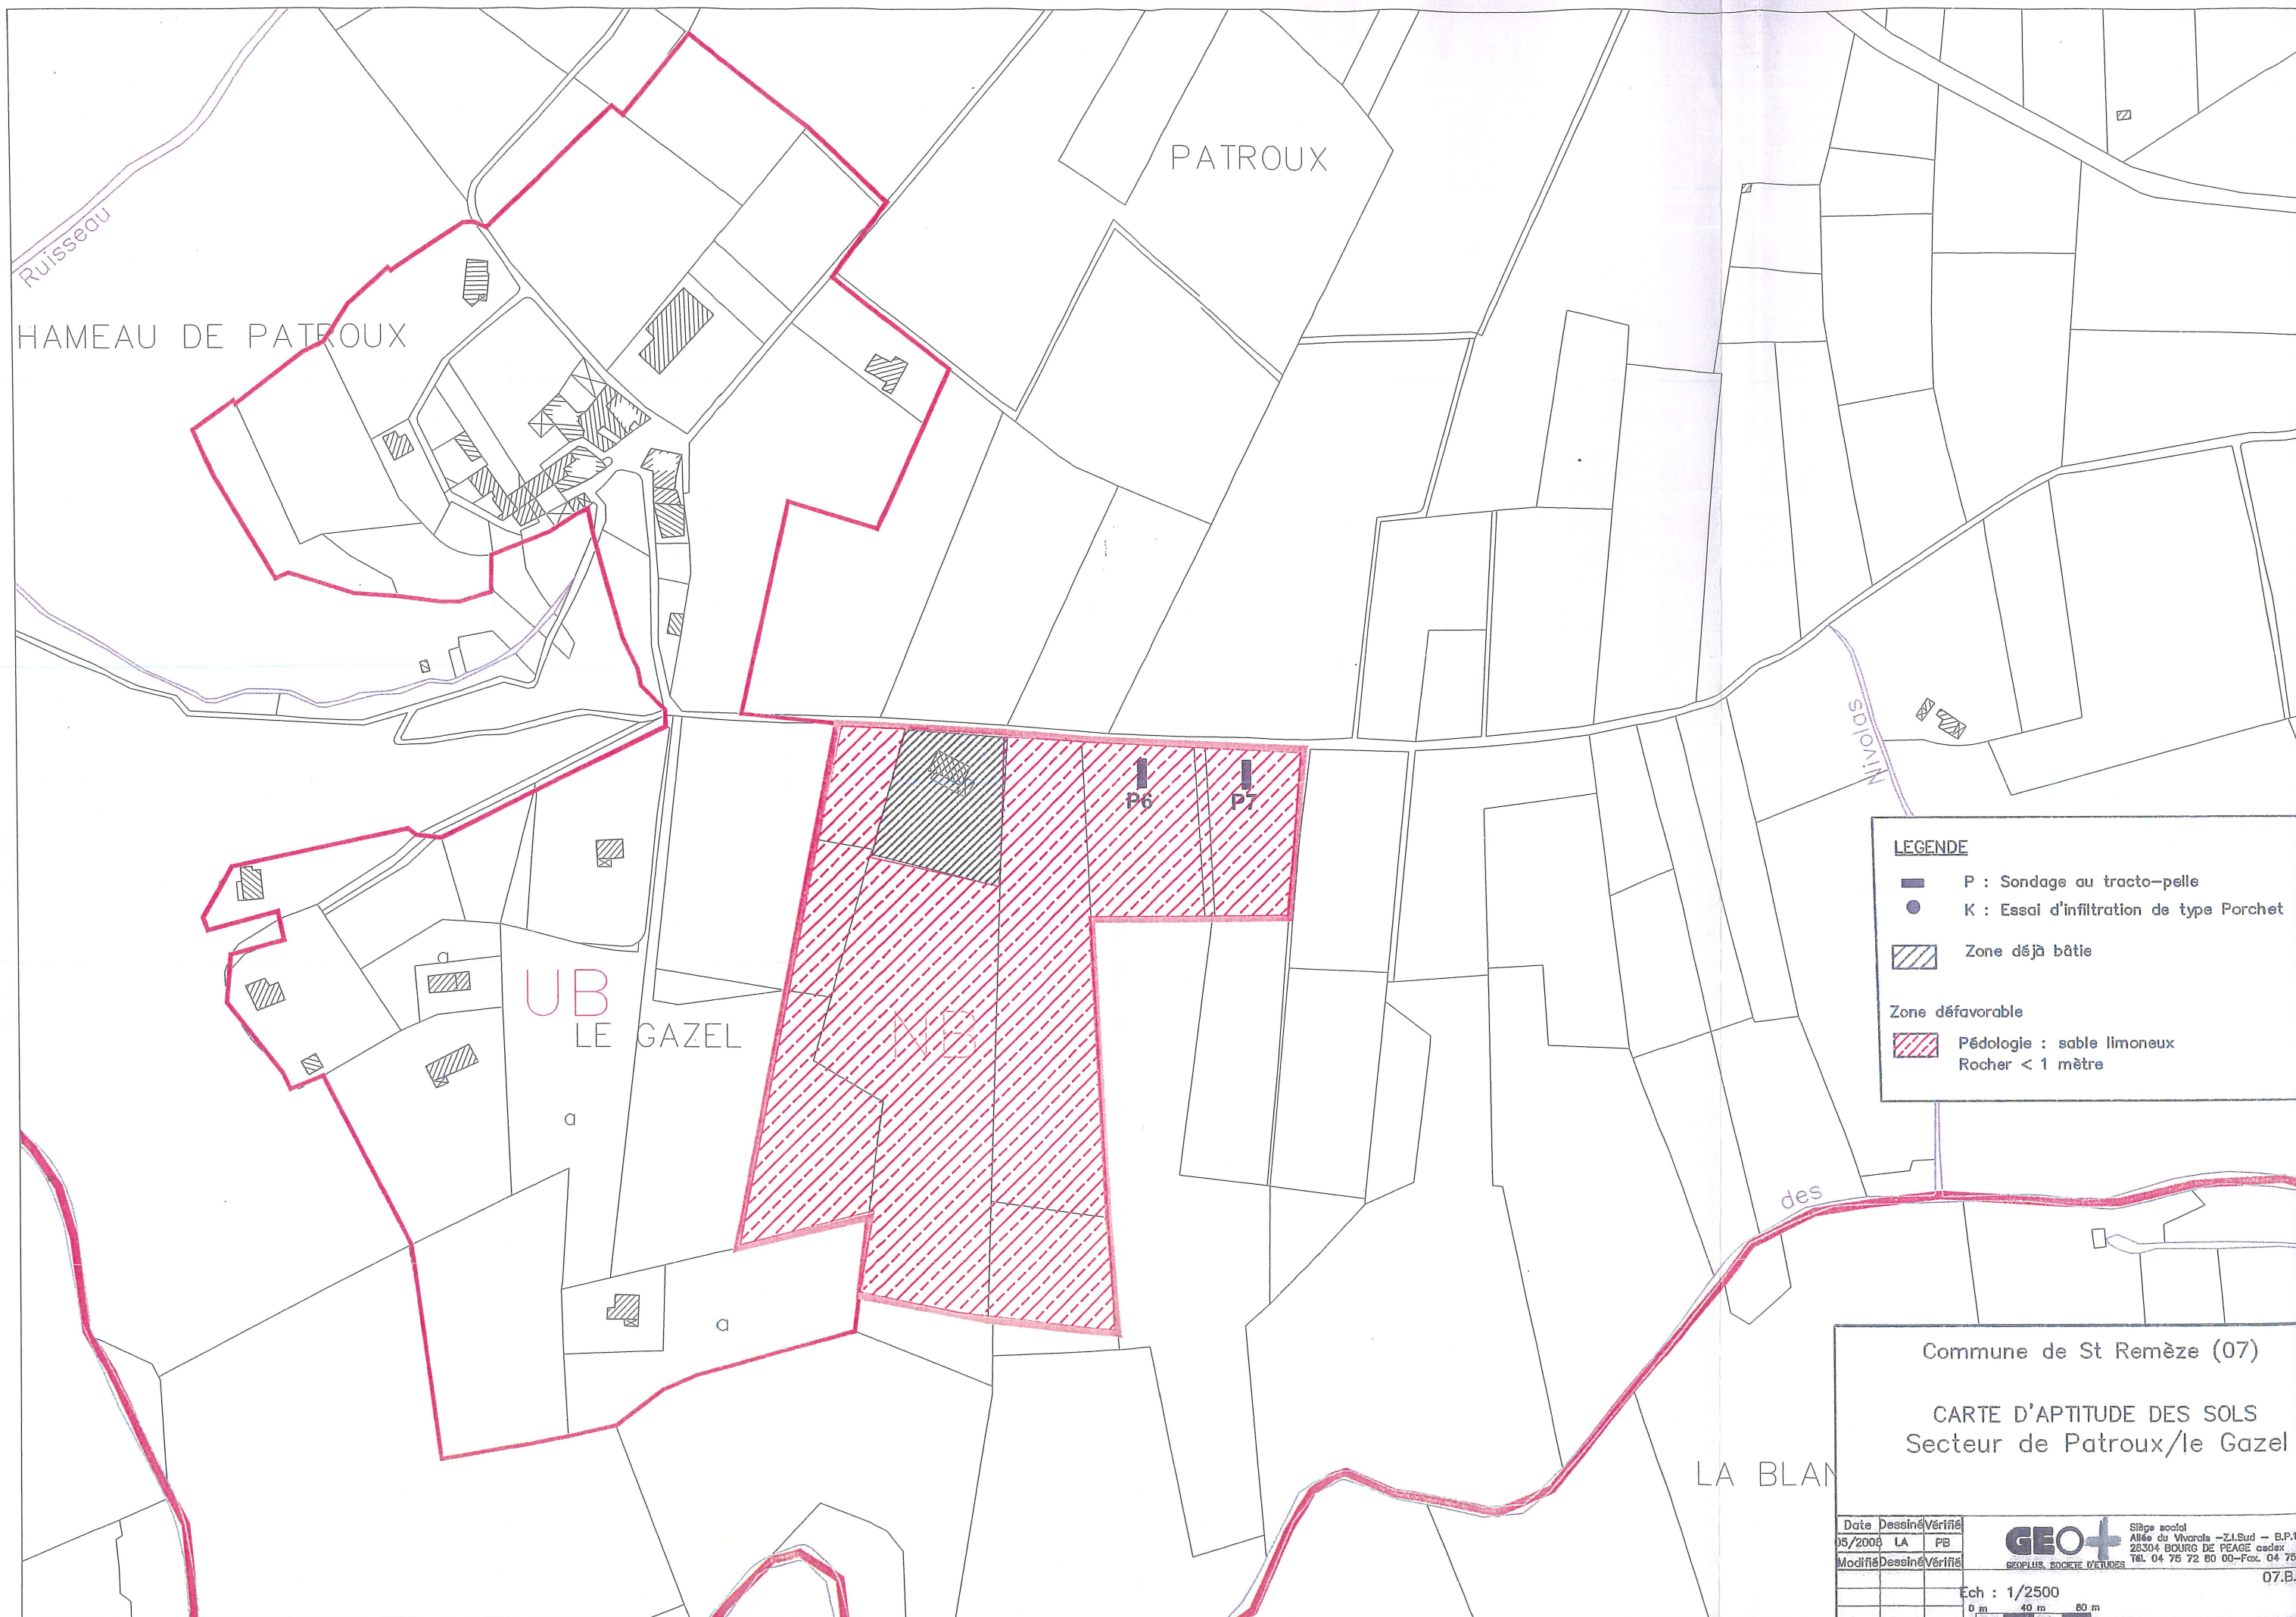 PATROUX
Ruisseau
HAMEAU DE PATROUX
Nivolas
P6
P7
LEGENDE
P : Sondage au tracto-pelle
K : Essai d'infiltration de type Porchet
Zone déjà bâtie
Zone défavorable
Pédologie : sable limoneux
Rocher < 1 mètre
a
UB
LE GAZEL
NB
a
des
a
Commune de St Remèze (07)
CARTE D'APTITUDE DES SOLS
Secteur de Patroux/le Gazel
LA BLAN
Date Dessiné Vérifié
05/2008 LA PB
Modifié Dessiné Vérifié
GEO+
GEOPLUS, SOCIETE D'ETUDES
Siège social
Allée du Vivarais -Z.I.Sud - B.P.1
26304 BOURG DE PEAGE cedex
Tél. 04 75 72 80 00-Fax. 04 75
07.B.
Ech : 1/2500
0 m 40 m 80 m